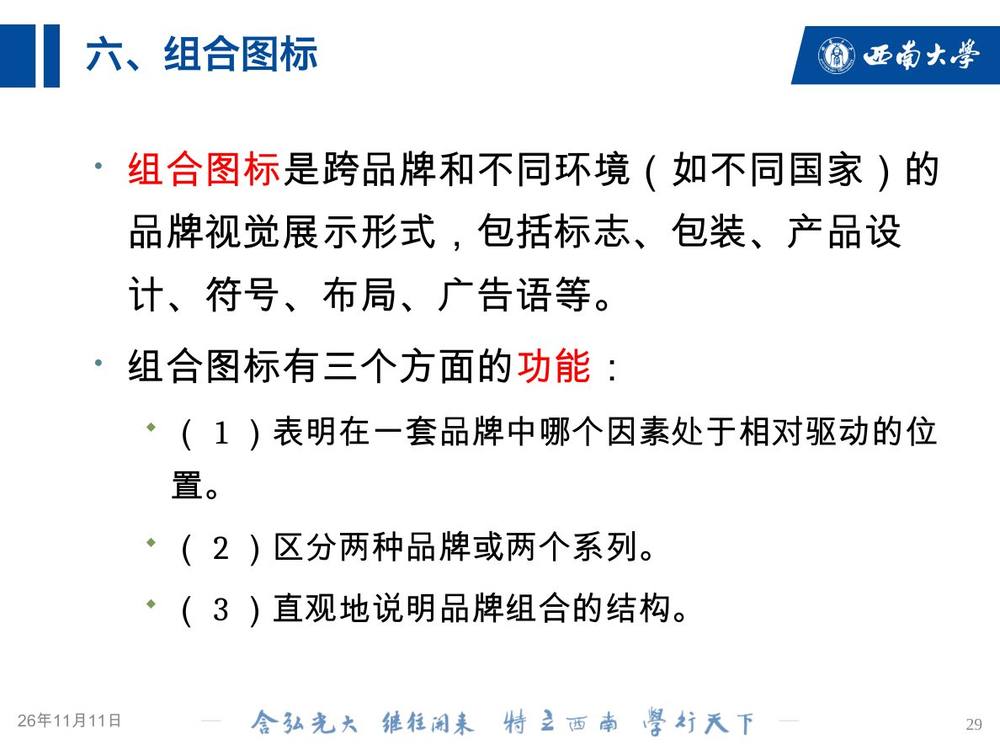 六、组合图标
西南大学
• 组合图标是跨品牌和不同环境（如不同国家）的
品牌视觉展示形式，包括标志、包装、产品设
计、符号、布局、广告语等。
• 组合图标有三个方面的功能：
（ 1 ）表明在一套品牌中哪个因素处于相对驱动的位
置。
（ 2 ）区分两种品牌或两个系列。
（ 3 ）直观地说明品牌组合的结构。
26年11月11日
含弘光大 继往开来 特立西南 學行天下
29